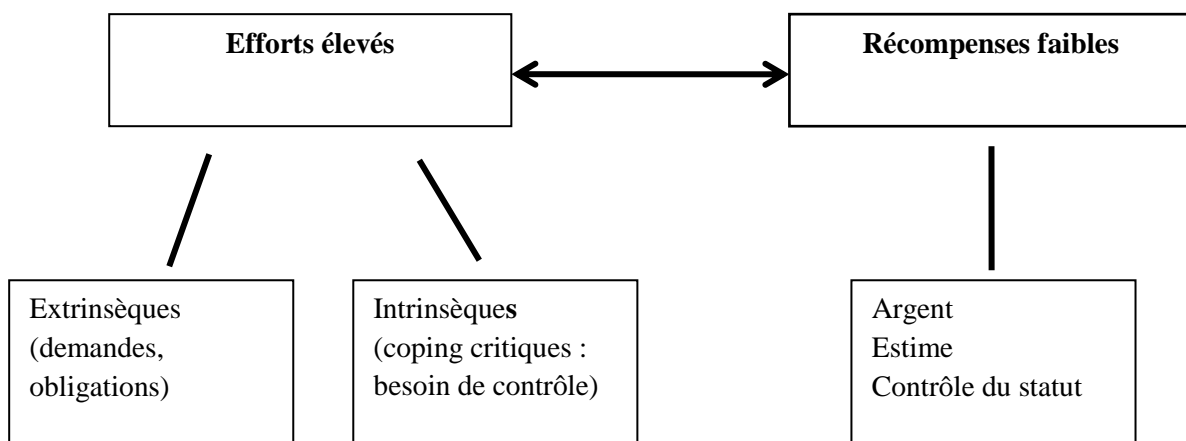 Efforts élevés
Récompenses faibles
Extrinsèques
(demandes,
obligations)
Intrinsèques
(coping critiques :
besoin de contrôle)
Argent
Estime
Contrôle du statut